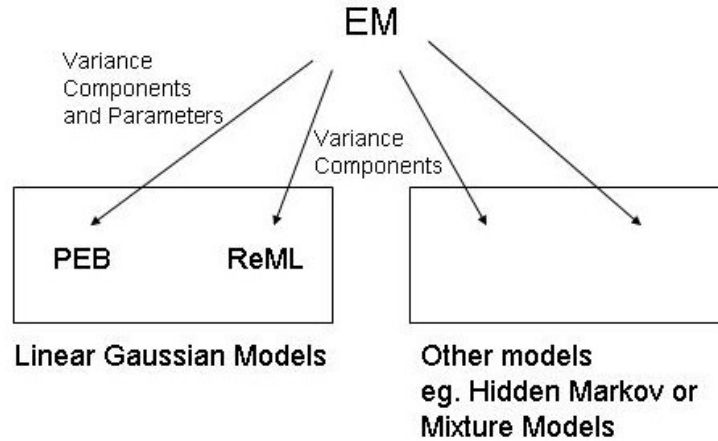 EM
Variance
Components
and Parameters
Variance
Components
PEB
ReML
Linear Gaussian Models
Other models
eg. Hidden Markov or
Mixture Models